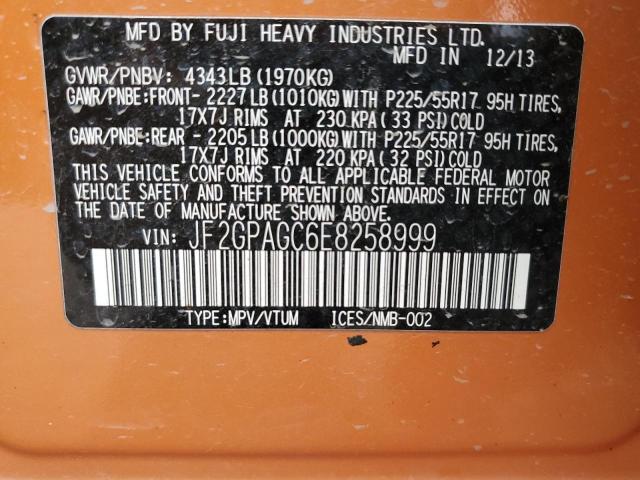 MFD BY FUJI HEAVY INDUSTRIES LTD.
MFD IN 12/13
GVWR/PNBV: 4343LB (1970KG)
GAWR/PNBE:FRONT- 2227LB (1010KG) WITH P225/55R17 95H TIRES,
17X7J RIMS AT 230 KPA (33 PSI) COLD
GAWR/PNBE:REAR - 2205LB (1000KG) WITH P225/55R17 95H TIRES,
17X7J RIMS AT 220 KPA (32 PSI) COLD
THIS VEHICLE CONFORMS TO ALL APPLICABLE FEDERAL MOTOR
VEHICLE SAFETY AND THEFT PREVENTION STANDARDS IN EFFECT ON
THE DATE OF MANUFACTURE SHOWN ABOVE.
VIN: JF2GPAGC6E8258999
TYPE:MPV/VTUM ICES/NMB-002